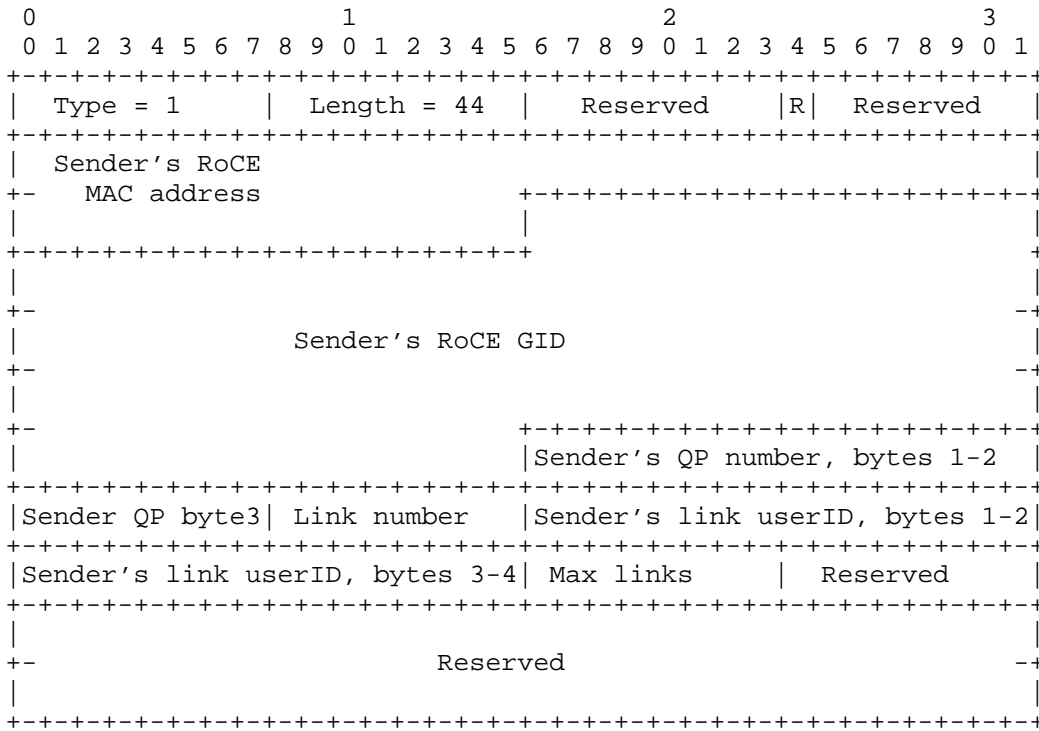 0                   1                   2                   3
 0 1 2 3 4 5 6 7 8 9 0 1 2 3 4 5 6 7 8 9 0 1 2 3 4 5 6 7 8 9 0 1
+-+-+-+-+-+-+-+-+-+-+-+-+-+-+-+-+-+-+-+-+-+-+-+-+-+-+-+-+-+-+-+-+
|  Type = 1     |  Length = 44  |   Reserved    |R|  Reserved   |
+-+-+-+-+-+-+-+-+-+-+-+-+-+-+-+-+-+-+-+-+-+-+-+-+-+-+-+-+-+-+-+-+
|  Sender’s RoCE                                                |
+-   MAC address                +-+-+-+-+-+-+-+-+-+-+-+-+-+-+-+-+
|                               |                               |
+-+-+-+-+-+-+-+-+-+-+-+-+-+-+-+-+                               +
|                                                               |
+-                                                             -+
|                 Sender’s RoCE GID                             |
+-                                                             -+
|                                                               |
+-                              +-+-+-+-+-+-+-+-+-+-+-+-+-+-+-+-+
|                               |Sender’s QP number, bytes 1-2  |
+-+-+-+-+-+-+-+-+-+-+-+-+-+-+-+-+-+-+-+-+-+-+-+-+-+-+-+-+-+-+-+-+
|Sender QP byte3| Link number   |Sender’s link userID, bytes 1-2|
+-+-+-+-+-+-+-+-+-+-+-+-+-+-+-+-+-+-+-+-+-+-+-+-+-+-+-+-+-+-+-+-+
|Sender’s link userID, bytes 3-4| Max links     |  Reserved     |
+-+-+-+-+-+-+-+-+-+-+-+-+-+-+-+-+-+-+-+-+-+-+-+-+-+-+-+-+-+-+-+-+
|                                                               |
+-                         Reserved                            -+
|                                                               |
+-+-+-+-+-+-+-+-+-+-+-+-+-+-+-+-+-+-+-+-+-+-+-+-+-+-+-+-+-+-+-+-+